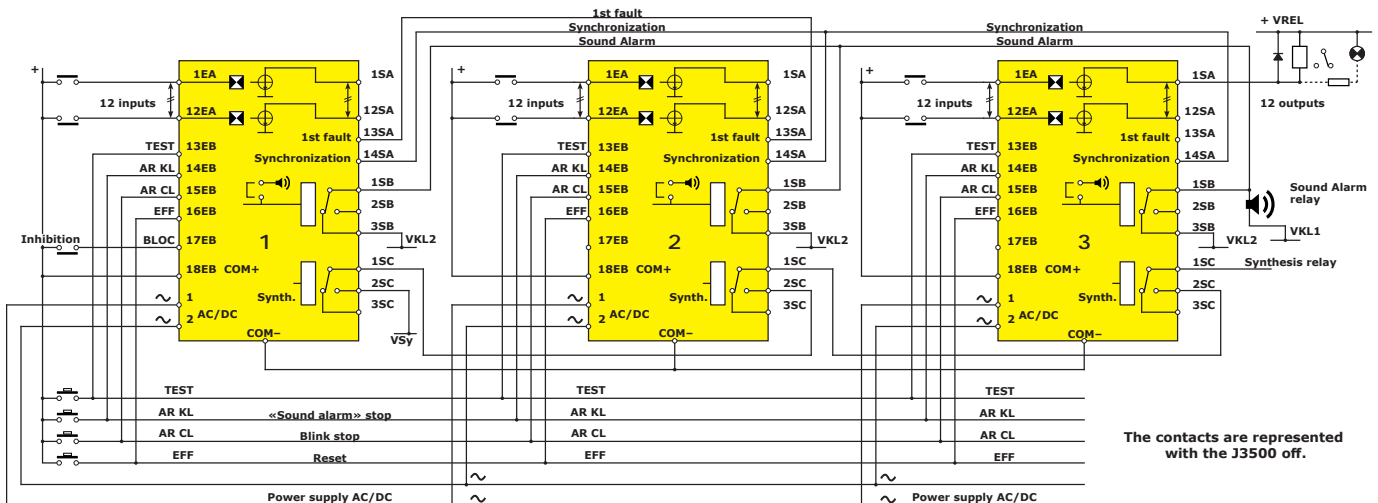 1st fault
Synchronization
Sound Alarm
Synchronization
Sound Alarm
+ VREL
+
1EA
1SA
12 inputs
12EA
12SA
1st fault
13SA
TEST
13EB
Synchronization
14SA
AR KL
14EB
AR CL
15EB
1SB
EFF
16EB
2SB
Inhibition
BLOC
17EB
1
3SB
VKL2
18EB COM+
1SC
2SC
Synth.
3SC
1
2
AC/DC
COM–
VSy
+
1EA
1SA
12 inputs
12EA
12SA
1st fault
13SA
TEST
13EB
Synchronization
14SA
AR KL
14EB
AR CL
15EB
1SB
EFF
16EB
2SB
17EB
2
3SB
VKL2
18EB COM+
1SC
2SC
Synth.
3SC
1
2
AC/DC
COM–
+
1EA
1SA
12 inputs
12EA
12SA
12 outputs
1st fault
13SA
TEST
13EB
Synchronization
14SA
AR KL
14EB
AR CL
15EB
1SB
Sound Alarm
relay
EFF
16EB
2SB
17EB
3
3SB
VKL2
VKL1
18EB COM+
1SC
Synthesis relay
2SC
Synth.
3SC
1
2
AC/DC
COM–
TEST
TEST
TEST
AR KL
«Sound alarm» stop
AR KL
AR KL
AR CL
Blink stop
AR CL
AR CL
EFF
Reset
EFF
EFF
Power supply AC/DC
Power supply AC/DC
The contacts are represented
with the J3500 off.